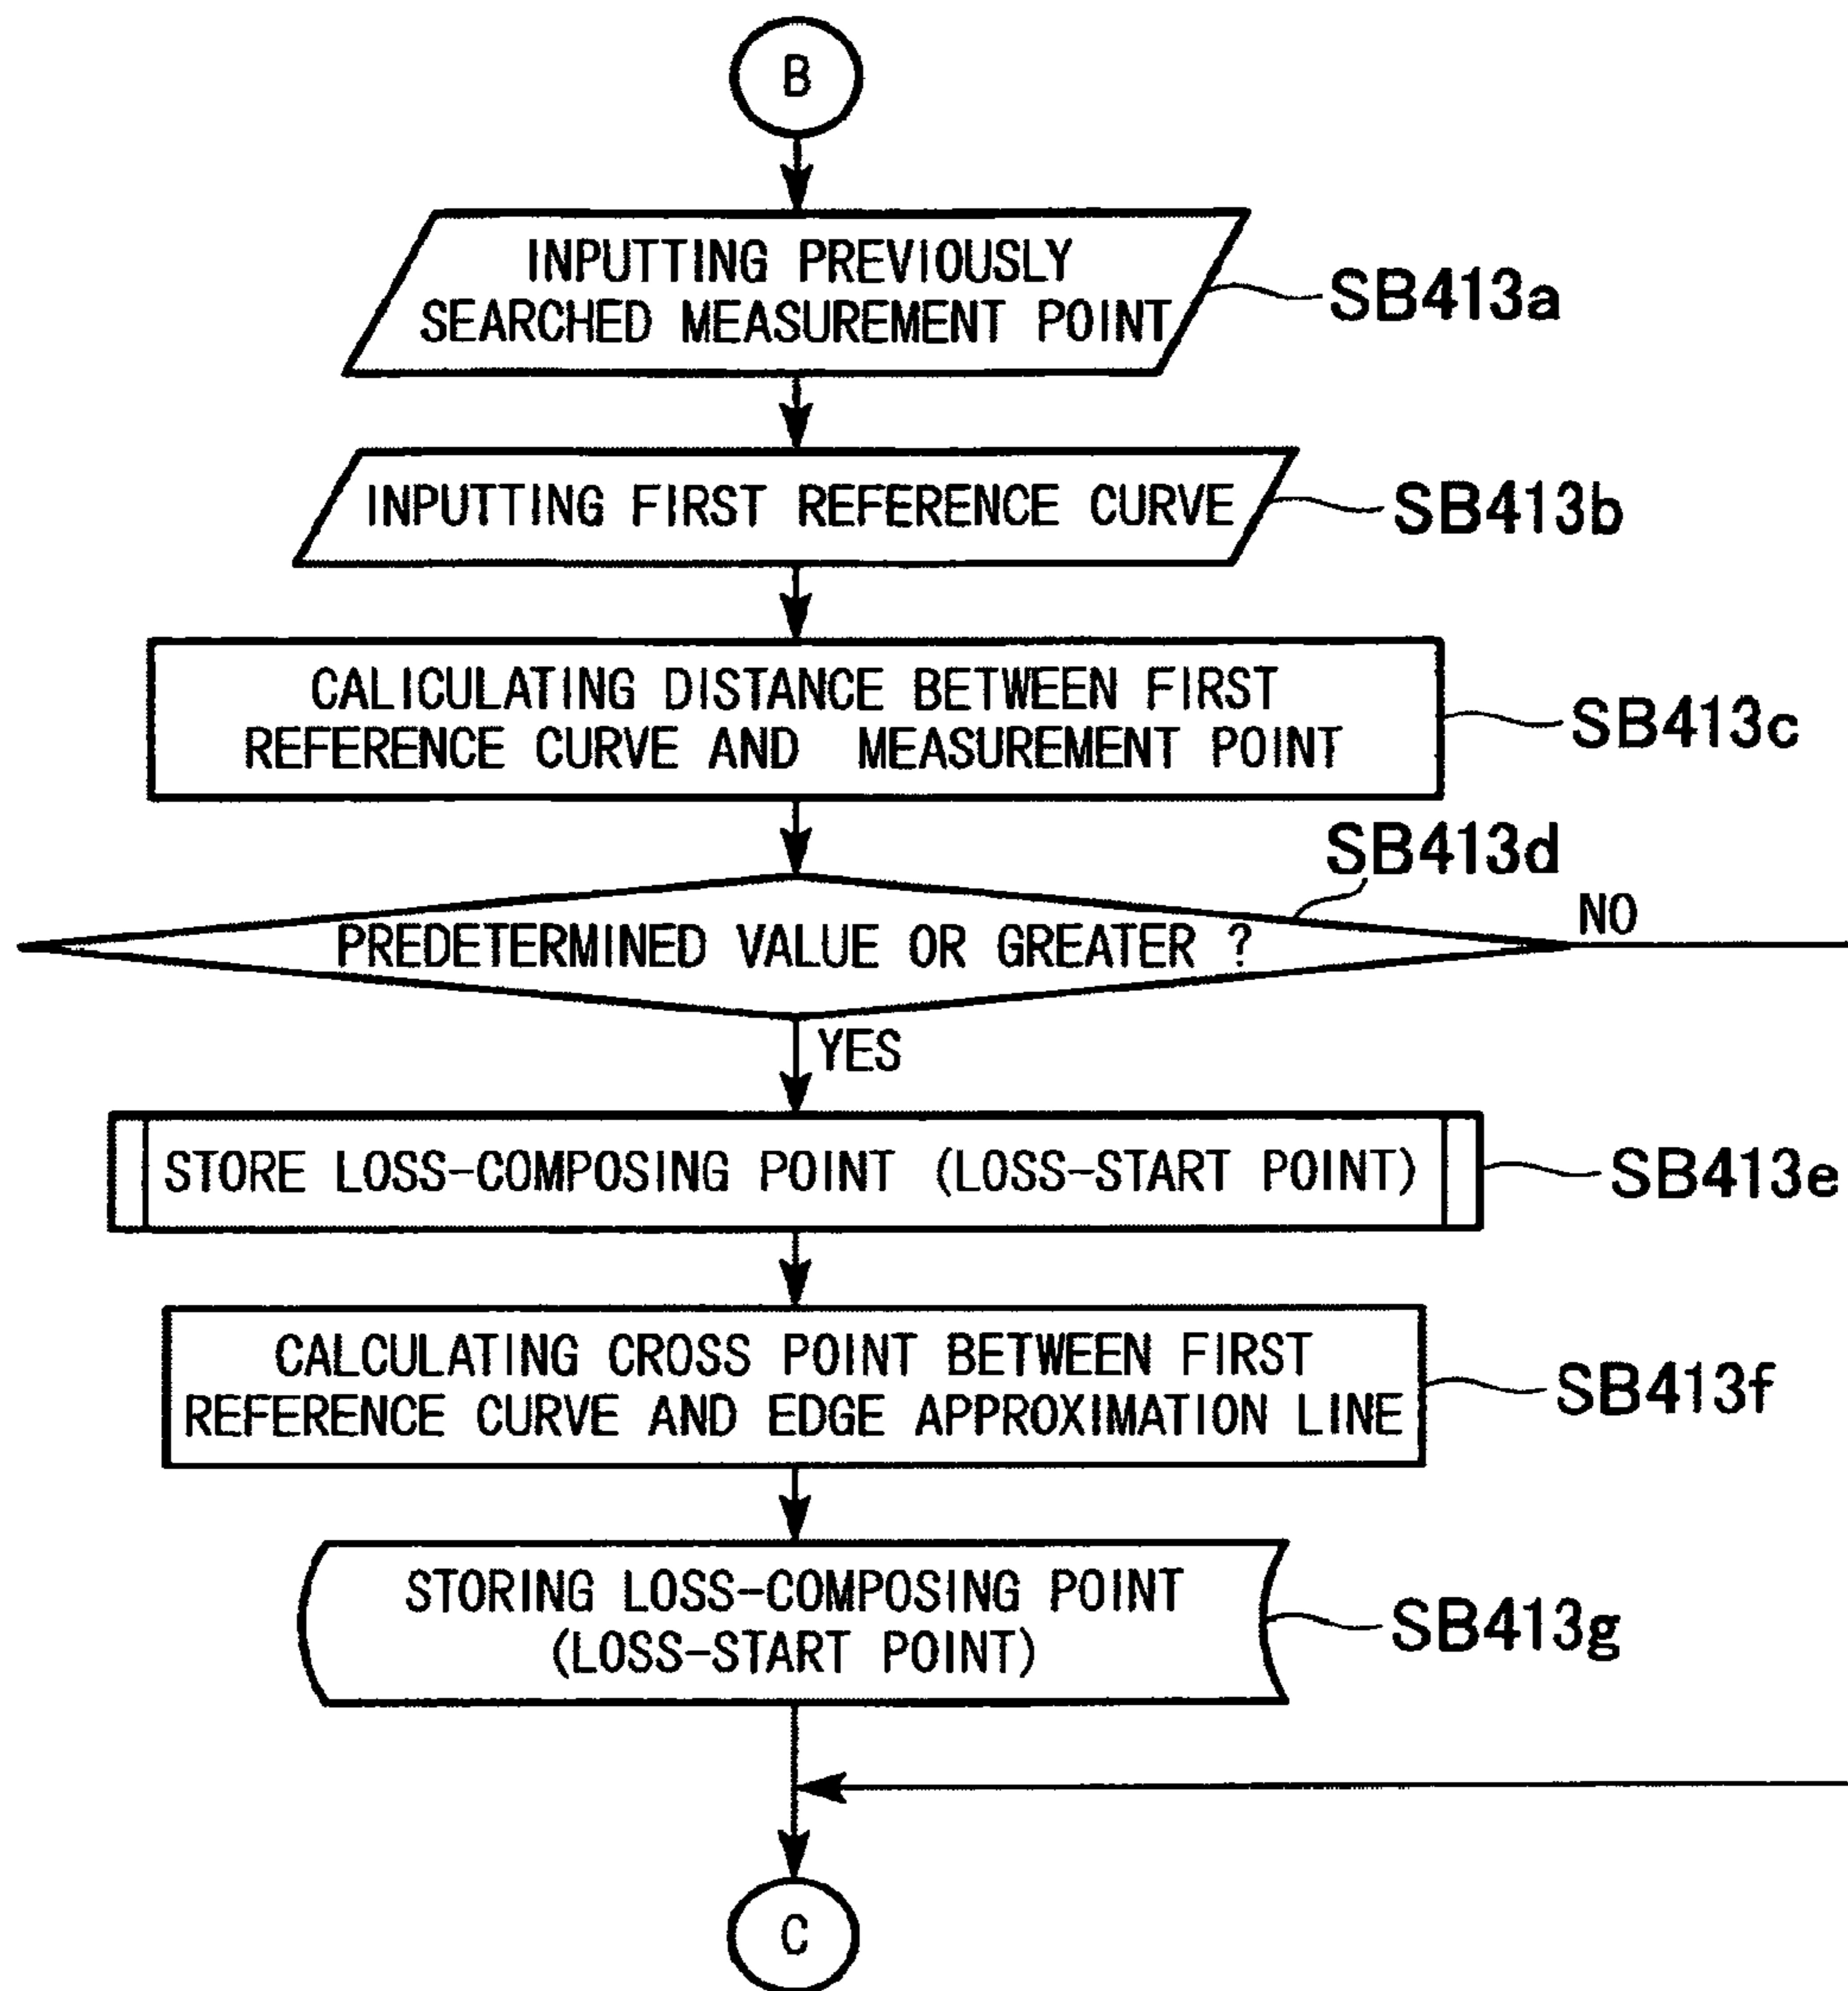 B
INPUTTING PREVIOUSLY
SEARCHED MEASUREMENT POINT
SB413a
INPUTTING FIRST REFERENCE CURVE
SB413b
CALICULATING DISTANCE BETWEEN FIRST
REFERENCE CURVE AND MEASUREMENT POINT
SB413c
SB413d
PREDETERMINED VALUE OR GREATER ?
NO
YES
STORE LOSS-COMPOSING POINT (LOSS-START POINT)
SB413e
CALCULATING CROSS POINT BETWEEN FIRST
REFERENCE CURVE AND EDGE APPROXIMATION LINE
SB413f
STORING LOSS-COMPOSING POINT
(LOSS-START POINT)
SB413g
C